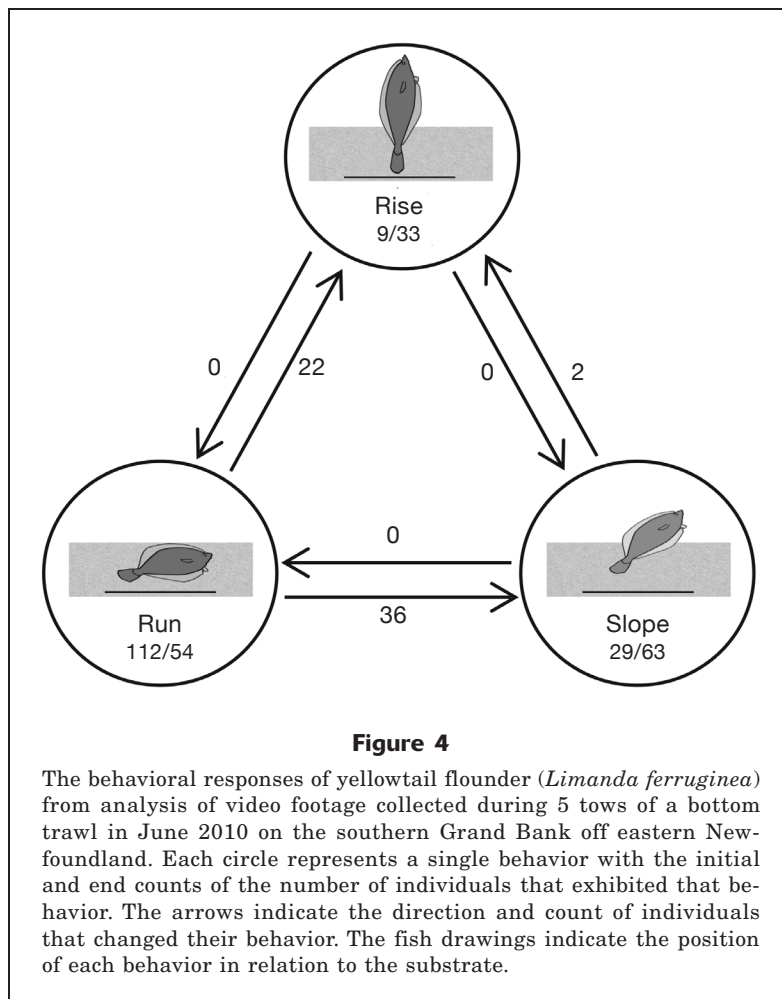 Rise
9/33
0
22
0
2
0
36
Run
112/54
Slope
29/63
Figure 4
The behavioral responses of yellowtail flounder (Limanda ferruginea)
from analysis of video footage collected during 5 tows of a bottom
trawl in June 2010 on the southern Grand Bank off eastern New-
foundland. Each circle represents a single behavior with the initial
and end counts of the number of individuals that exhibited that be-
havior. The arrows indicate the direction and count of individuals
that changed their behavior. The fish drawings indicate the position
of each behavior in relation to the substrate.